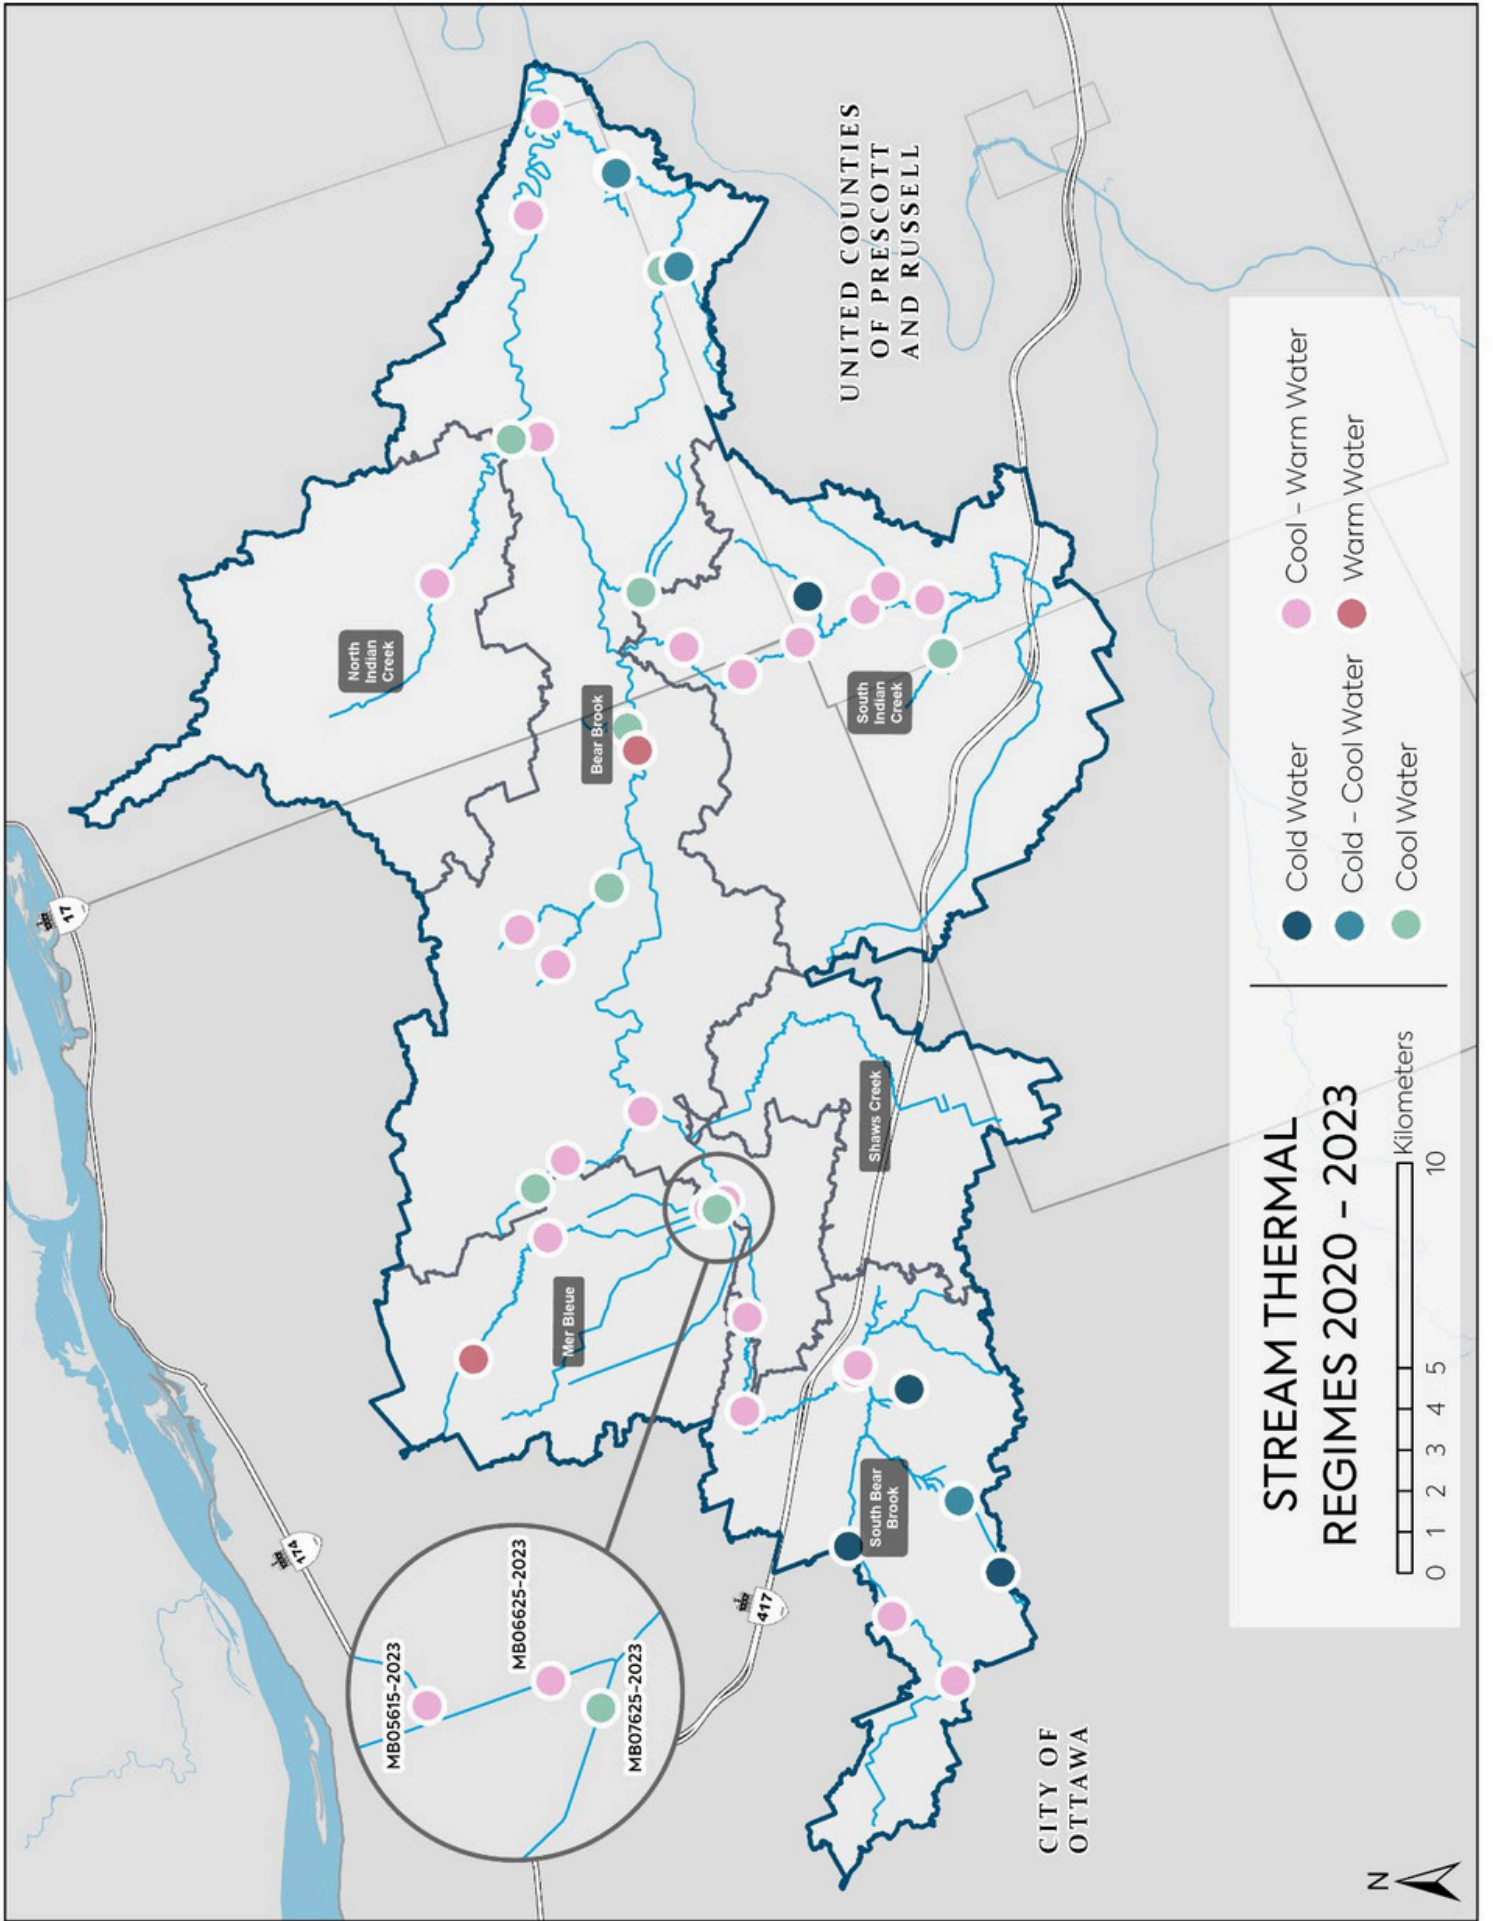 17
174
417
MB05615-2023
MB06625-2023
MB07625-2023
North
Indian
Creek
Bear Brook
Mer Bleue
South
Indian
Creek
Shaws Creek
South Bear
Brook
UNITED COUNTIES
OF PRESCOTT
AND RUSSELL
CITY OF
OTTAWA
N
STREAM THERMAL
REGIMES 2020 – 2023
0 1 2 3 4 5 10
Kilometers
Cold Water
Cold - Cool Water
Cool Water
Cool - Warm Water
Warm Water